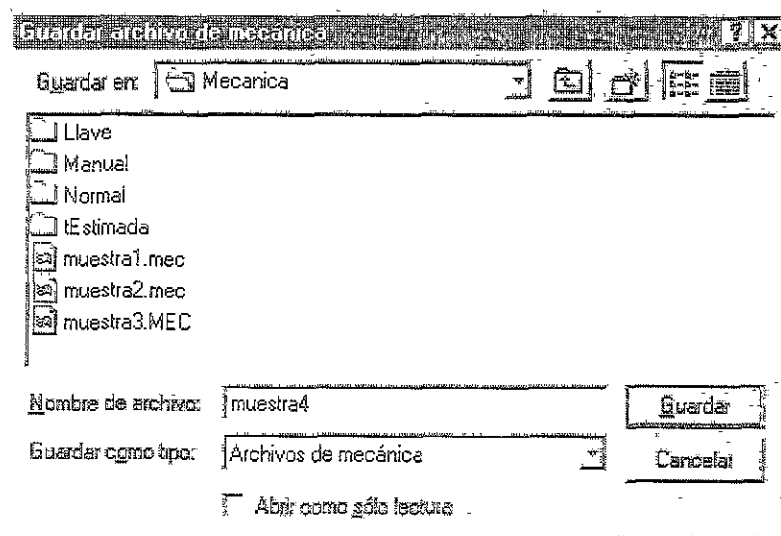 Guardar archivo de mecánica
Guardar en: Mecanica
Llave
Manual
Normal
tEstimada
muestra1.mec
muestra2.mec
muestra3.MEC
Nombre de archivo: muestra4 Guardar
Guardar como tipo: Archivos de mecánica Cancelar
Abrir como sólo lectura